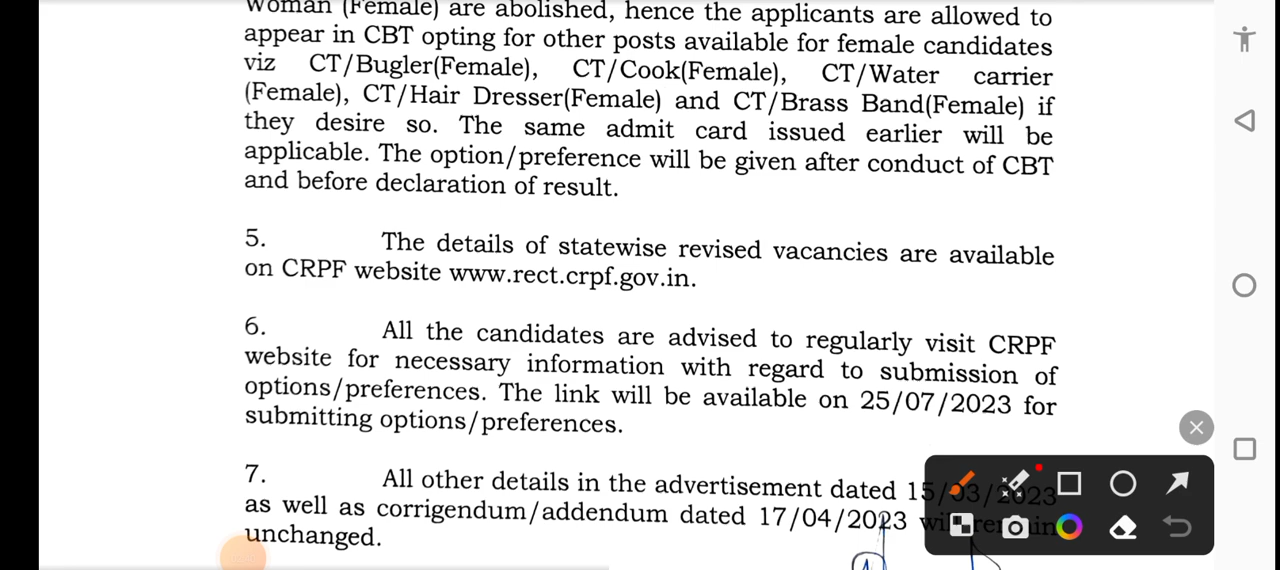 Woman (Female) are abolished, hence the applicants are allowed to
appear in CBT opting for other posts available for female candidates
viz CT/Bugler(Female), CT/Cook(Female), CT/Water carrier
(Female), CT/Hair Dresser(Female) and CT/Brass Band(Female) if
they desire so. The same admit card issued earlier will be
applicable. The option/preference will be given after conduct of CBT
and before declaration of result.
5. The details of statewise revised vacancies are available
on CRPF website www.rect.crpf.gov.in.
6. All the candidates are advised to regularly visit CRPF
website for necessary information with regard to submission of
options/preferences. The link will be available on 25/07/2023 for
submitting options/preferences.
7. All other details in the advertisement dated 15/03/2023
as well as corrigendum/addendum dated 17/04/2023 will remain
unchanged.